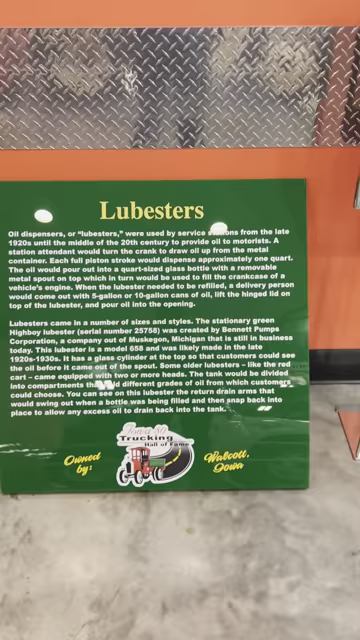 Lubesters
Oil dispensers, or "lubesters," were used by service stations from the late
1920s until the middle of the 20th century to provide oil to motorists. A
station attendant would turn the crank to draw oil up from the metal
container. Each full piston stroke would dispense approximately one quart.
The oil would pour out into a quart-sized glass bottle with a removable
metal spout on top which in turn would be used to fill the crankcase of a
vehicle's engine. When the lubester needed to be refilled, a delivery person
would come out with 5-gallon or 10-gallon cans of oil, lift the hinged lid on
top of the lubester, and pour oil into the opening.
Lubesters came in a number of sizes and styles. The stationary green
Highboy lubester (serial number 25758) was created by Bennett Pumps
Corporation, a company out of Muskegon, Michigan that is still in business
today. This lubester is a model 658 and was likely made in the late
1920s-1930s. It has a glass cylinder at the top so that customers could see
the oil before it came out of the spout. Some older lubesters – like the red
cart – came equipped with two or more heads. The tank would be divided
into compartments that would different grades of oil from which customers
could choose. You can see on this lubester the return drain arms that
would swing out when a bottle was being filled and then snap back into
place to allow any excess oil to drain back into the tank.
Owned
by:
Iowa 80
Trucking
Hall of Fame
Walcott,
Iowa